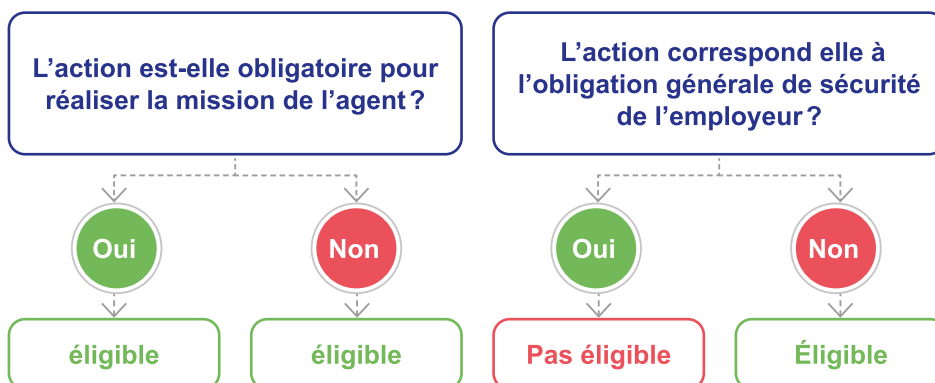 L’action est-elle obligatoire pour
réaliser la mission de l’agent ?
L’action correspond elle à
l’obligation générale de sécurité
de l’employeur ?
Oui
Non
Oui
Non
éligible
éligible
Pas éligible
Éligible